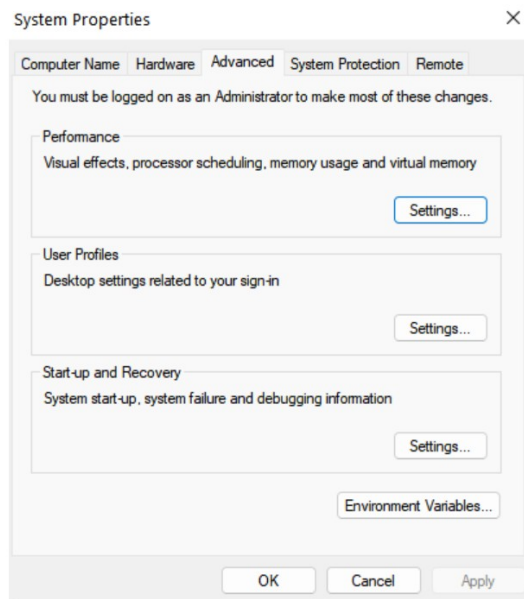 System Properties
Computer Name Hardware Advanced System Protection Remote
You must be logged on as an Administrator to make most of these changes.
Performance
Visual effects, processor scheduling, memory usage and virtual memory
Settings...
User Profiles
Desktop settings related to your sign-in
Settings...
Start-up and Recovery
System start-up, system failure and debugging information
Settings...
Environment Variables...
OK Cancel Apply